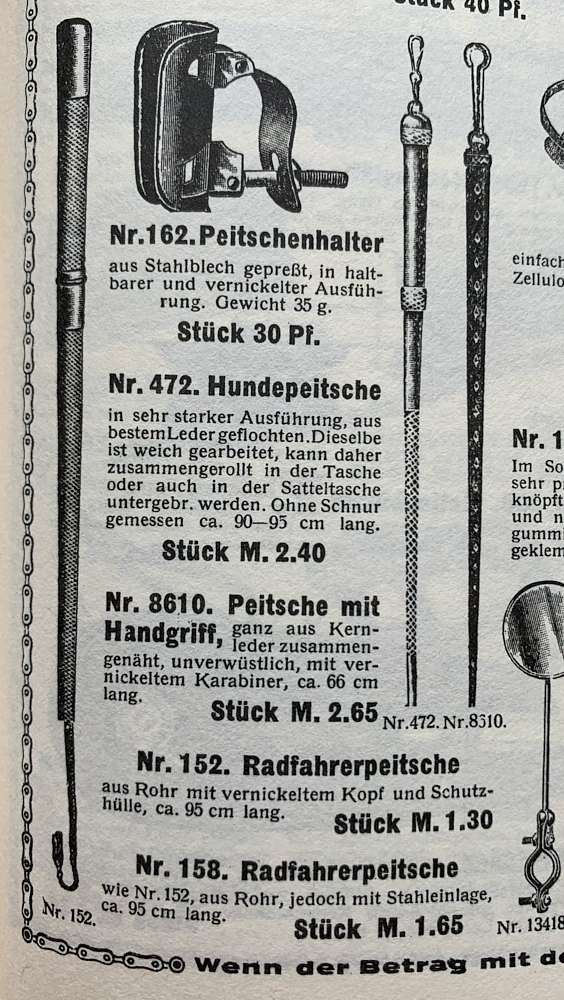 Stück 40 Pf.
Nr. 162. Peitschenhalter
aus Stahlblech gepreßt, in halt-
barer und vernickelter Ausfüh-
rung. Gewicht 35 g.
Stück 30 Pf.
Nr. 472. Hundepeitsche
in sehr starker Ausführung, aus
bestem Leder geflochten. Dieselbe
ist weich gearbeitet, kann daher
zusammengerollt in der Tasche
oder auch in der Satteltasche
untergebr. werden. Ohne Schnur
gemessen ca. 90—95 cm lang.
Stück M. 2.40
Nr. 8610. Peitsche mit
Handgriff, ganz aus Kern-
leder zusammen-
genäht, unverwüstlich, mit ver-
nickeltem Karabiner, ca. 66 cm
lang.
Stück M. 2.65
Nr. 472. Nr. 8310.
Nr. 152. Radfahrerpeitsche
aus Rohr mit vernickeltem Kopf und Schutz-
hülle, ca. 95 cm lang.
Stück M. 1.30
Nr. 158. Radfahrerpeitsche
wie Nr. 152, aus Rohr, jedoch mit Stahleinlage,
ca. 95 cm lang.
Stück M. 1.65
Nr. 152.
Wenn der Betrag mit de
einfach
Zellulo
Nr. 1
Im So
sehr p
knöpft
und n
gummi
geklem
Nr. 13418